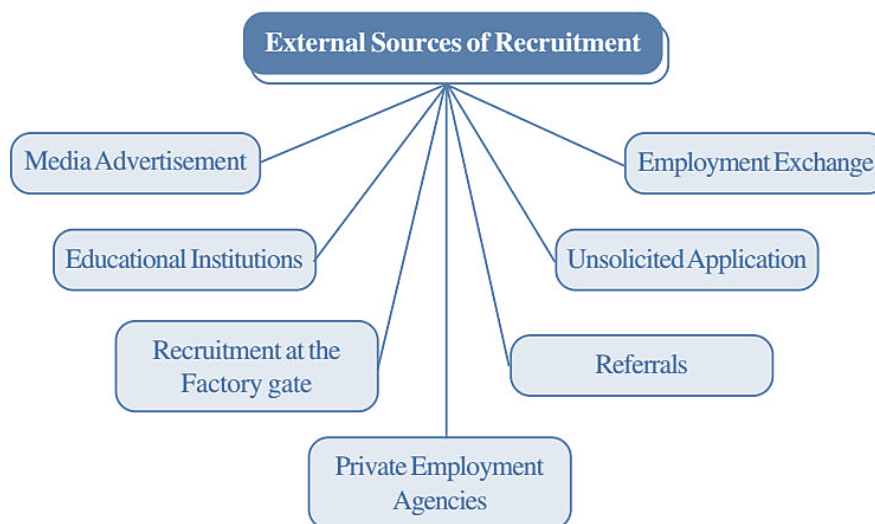 External Sources of Recruitment
Media Advertisement
Employment Exchange
Educational Institutions
Unsolicited Application
Recruitment at the
Factory gate
Referrals
Private Employment
Agencies